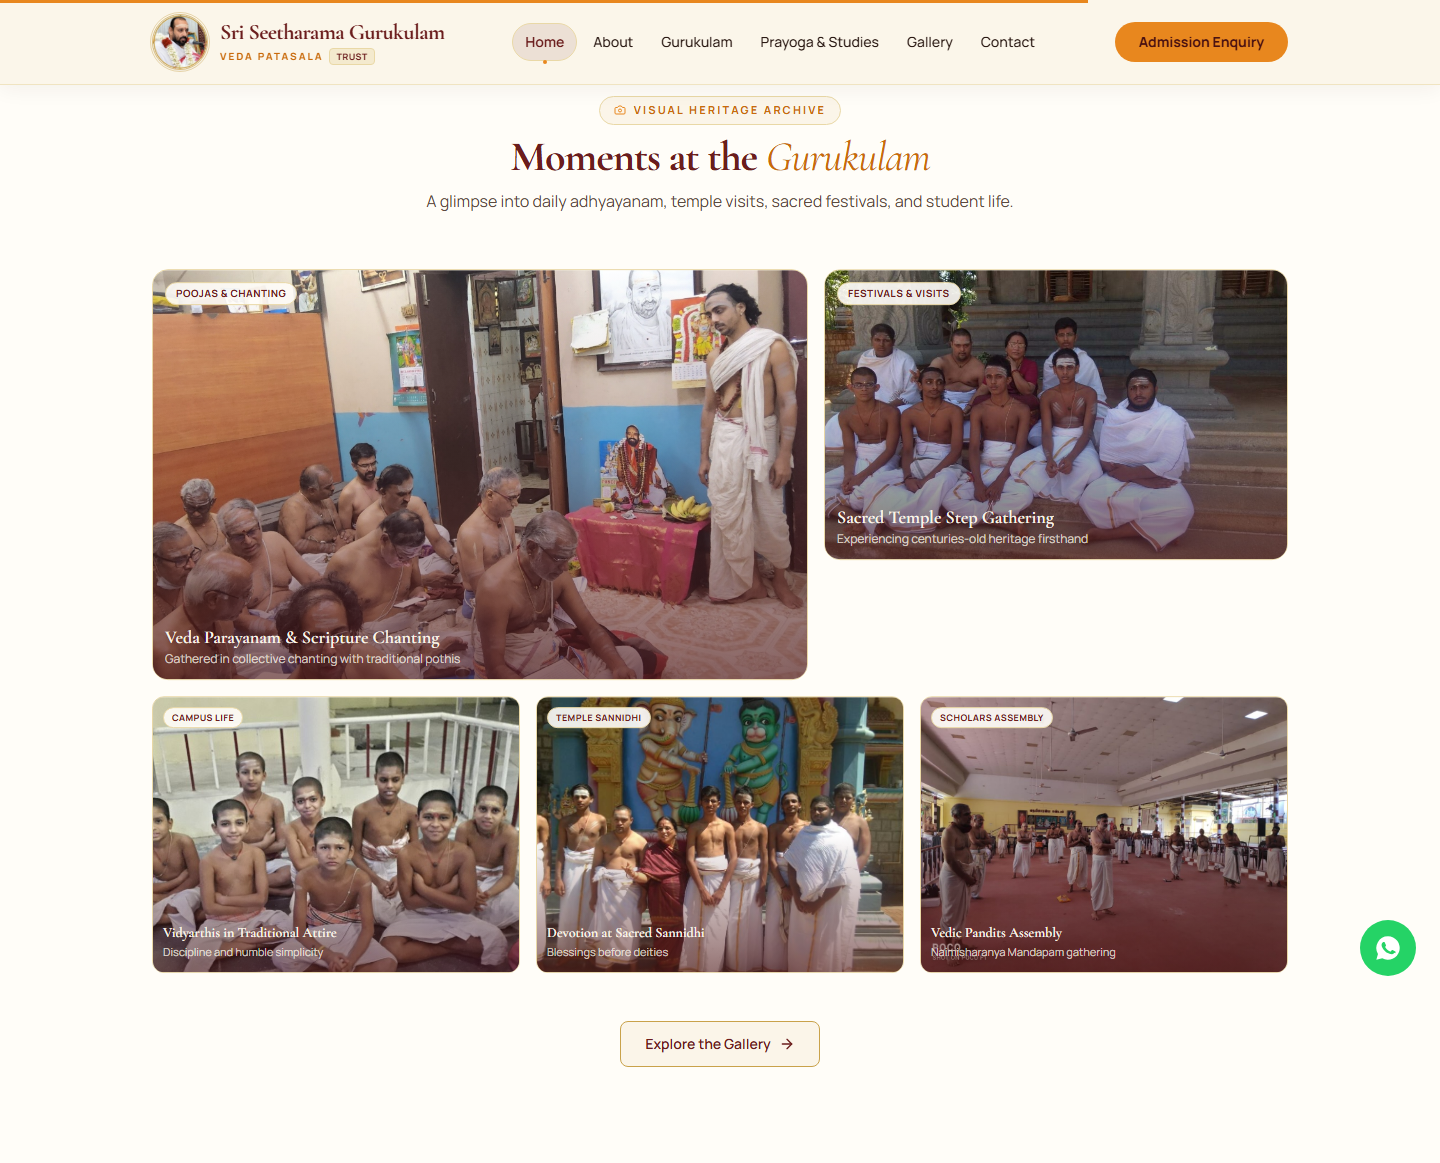 Sri Seetharama Gurukulam
VEDA PATASALA TRUST
Home About Gurukulam Prayoga & Studies Gallery Contact
Admission Enquiry
VISUAL HERITAGE ARCHIVE
Moments at the Gurukulam
A glimpse into daily adhyayanam, temple visits, sacred festivals, and student life.
POOJAS & CHANTING
Veda Parayanam & Scripture Chanting
Gathered in collective chanting with traditional pothis
FESTIVALS & VISITS
Sacred Temple Step Gathering
Experiencing centuries-old heritage firsthand
CAMPUS LIFE
Vidyarthis in Traditional Attire
Discipline and humble simplicity
TEMPLE SANNIDHI
Devotion at Sacred Sannidhi
Blessings before deities
SCHOLARS ASSEMBLY
Vedic Pandits Assembly
POCO
Naimisharanya Mandapam gathering
Explore the Gallery